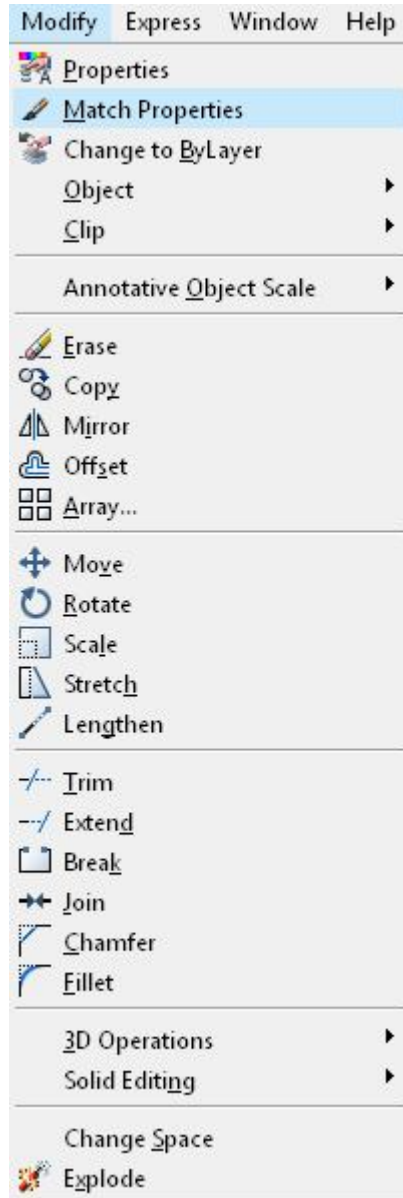 Modify Express Window Help
Properties
Match Properties
Change to ByLayer
Object
Clip
Annotative Object Scale
Erase
Copy
Mirror
Offset
Array...
Move
Rotate
Scale
Stretch
Lengthen
Trim
Extend
Break
Join
Chamfer
Fillet
3D Operations
Solid Editing
Change Space
Explode